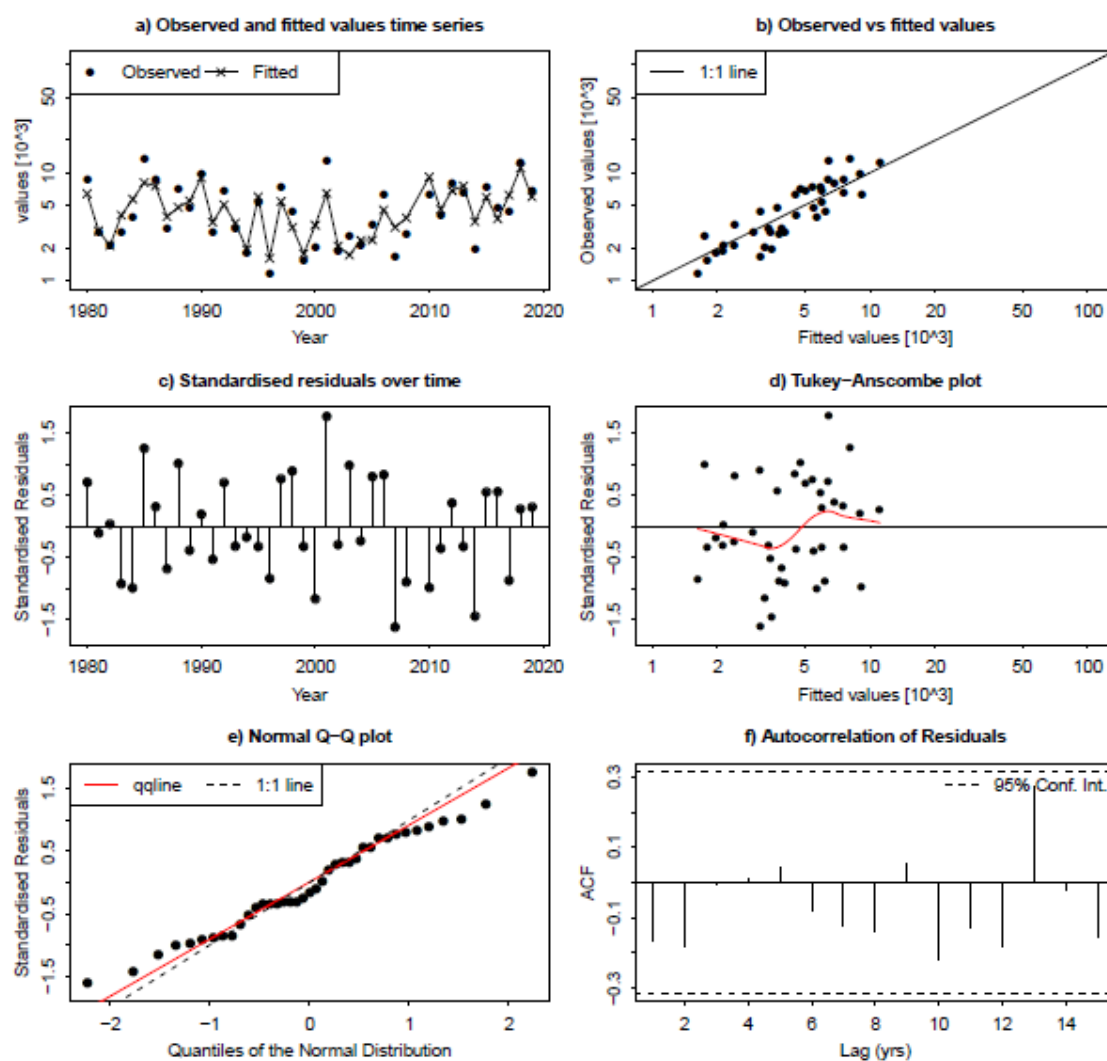 a) Observed and fitted values time series
Observed Fitted
values [10^3]
50
10
5
2
1
1980 1990 2000 2010 2020
Year
b) Observed vs fitted values
1:1 line
Observed values [10^3]
50
10
5
2
1
1 2 5 10 20 50 100
Fitted values [10^3]
c) Standardised residuals over time
Standardised Residuals
1.5
0.5
−0.5
−1.5
1980 1990 2000 2010 2020
Year
d) Tukey−Anscombe plot
Standardised Residuals
1.5
0.5
−0.5
−1.5
1 2 5 10 20 50 100
Fitted values [10^3]
e) Normal Q−Q plot
qqline 1:1 line
Standardised Residuals
1.5
0.5
−0.5
−1.5
−2 −1 0 1 2
Quantiles of the Normal Distribution
f) Autocorrelation of Residuals
95% Conf. Int.
ACF
0.3
0.1
−0.1
−0.3
2 4 6 8 10 12 14
Lag (yrs)